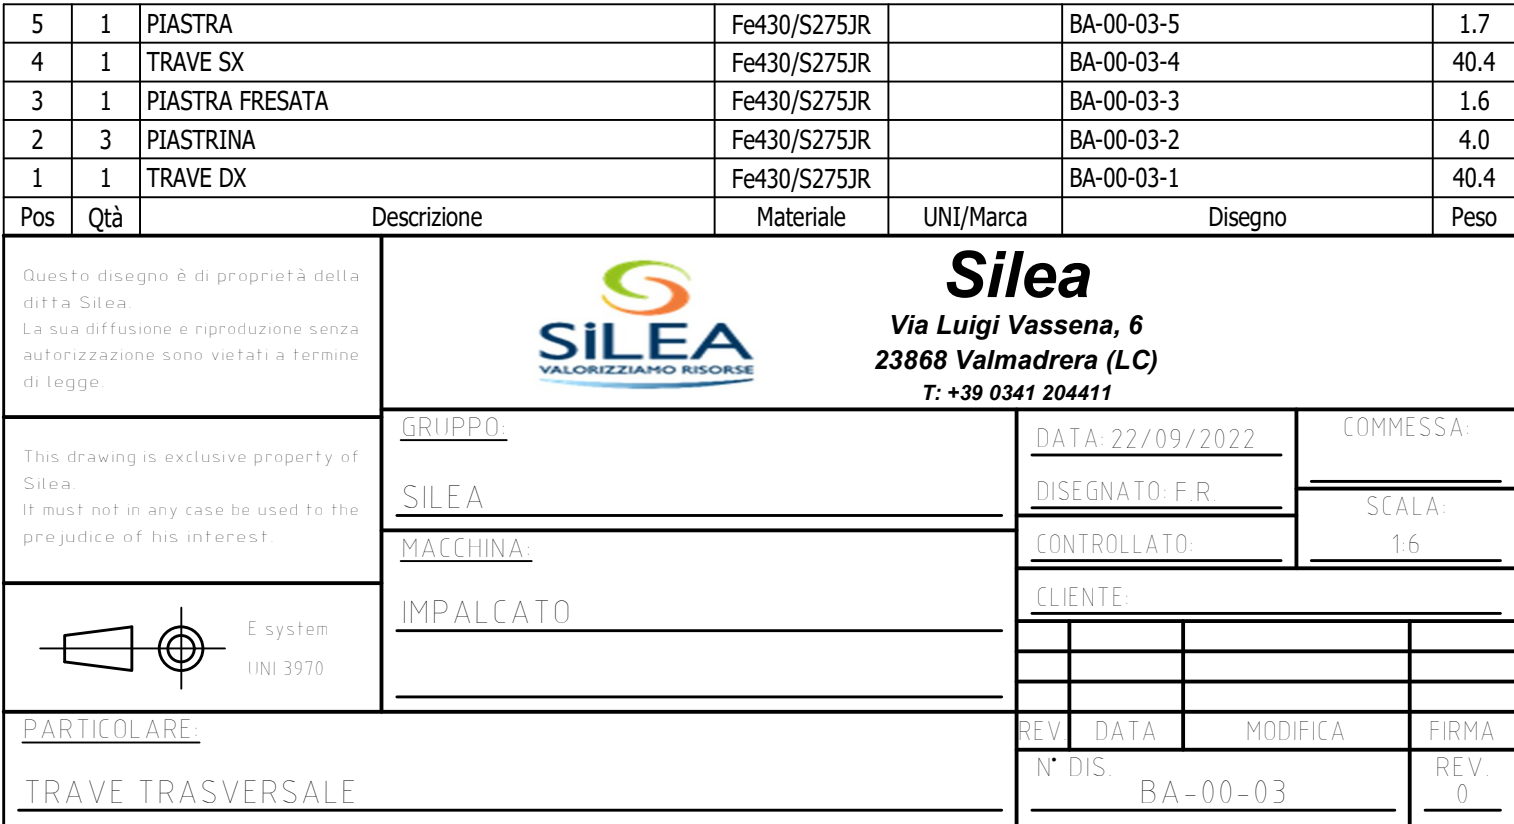 5 1 PIASTRA Fe430/S275JR BA-00-03-5 1.7
4 1 TRAVE SX Fe430/S275JR BA-00-03-4 40.4
3 1 PIASTRA FRESATA Fe430/S275JR BA-00-03-3 1.6
2 3 PIASTRINA Fe430/S275JR BA-00-03-2 4.0
1 1 TRAVE DX Fe430/S275JR BA-00-03-1 40.4
Pos Qtà Descrizione Materiale UNI/Marca Disegno Peso
Questo disegno è di proprietà della
ditta Silea.
La sua diffusione e riproduzione senza
autorizzazione sono vietati a termine
di legge.
SiLEA
VALORIZZIAMO RISORSE
Silea
Via Luigi Vassena, 6
23868 Valmadrera (LC)
T: +39 0341 204411
This drawing is exclusive property of
Silea.
It must not in any case be used to the
prejudice of his interest.
GRUPPO:
SILEA
MACCHINA:
IMPALCATO
DATA: 22/09/2022
DISEGNATO: F.R.
CONTROLLATO:
COMMESSA:
SCALA:
1:6
CLIENTE:
E system
UNI 3970
REV. DATA MODIFICA FIRMA
PARTICOLARE:
TRAVE TRASVERSALE
N° DIS.
BA-00-03
REV.
0